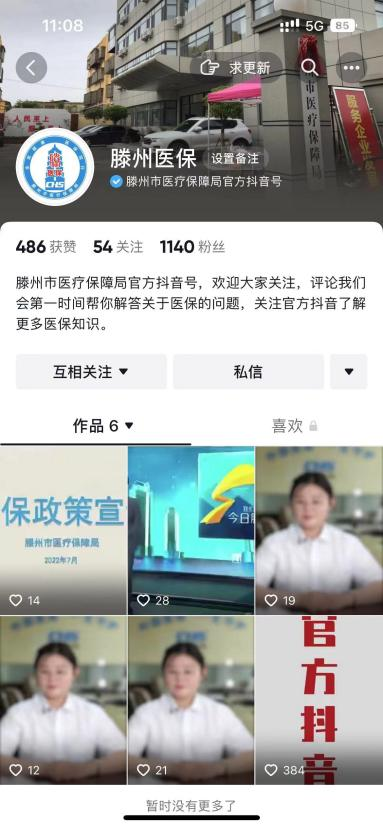 11:08
5G 85
求更新
人民至上
市医疗保障局
服务企业
CHS
滕州医保
设置备注
滕州市医疗保障局官方抖音号
486 获赞 54 关注 1140 粉丝
滕州市医疗保障局官方抖音号，欢迎大家关注，评论我们
会第一时间帮你解答关于医保的问题，关注官方抖音了解
更多医保知识。
互相关注
私信
作品 6
喜欢
保政策宣
滕州市医疗保障局
2022年7月
14
今日
28
19
12
21
官方抖音
384
暂时没有更多了